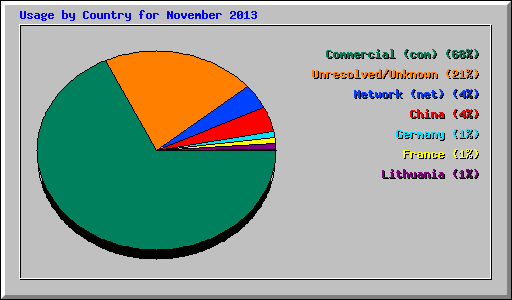 Usage by Country for November 2013
Commercial (com) (68%)
Unresolved/Unknown (21%)
Network (net) (4%)
China (4%)
Germany (1%)
France (1%)
Lithuania (1%)